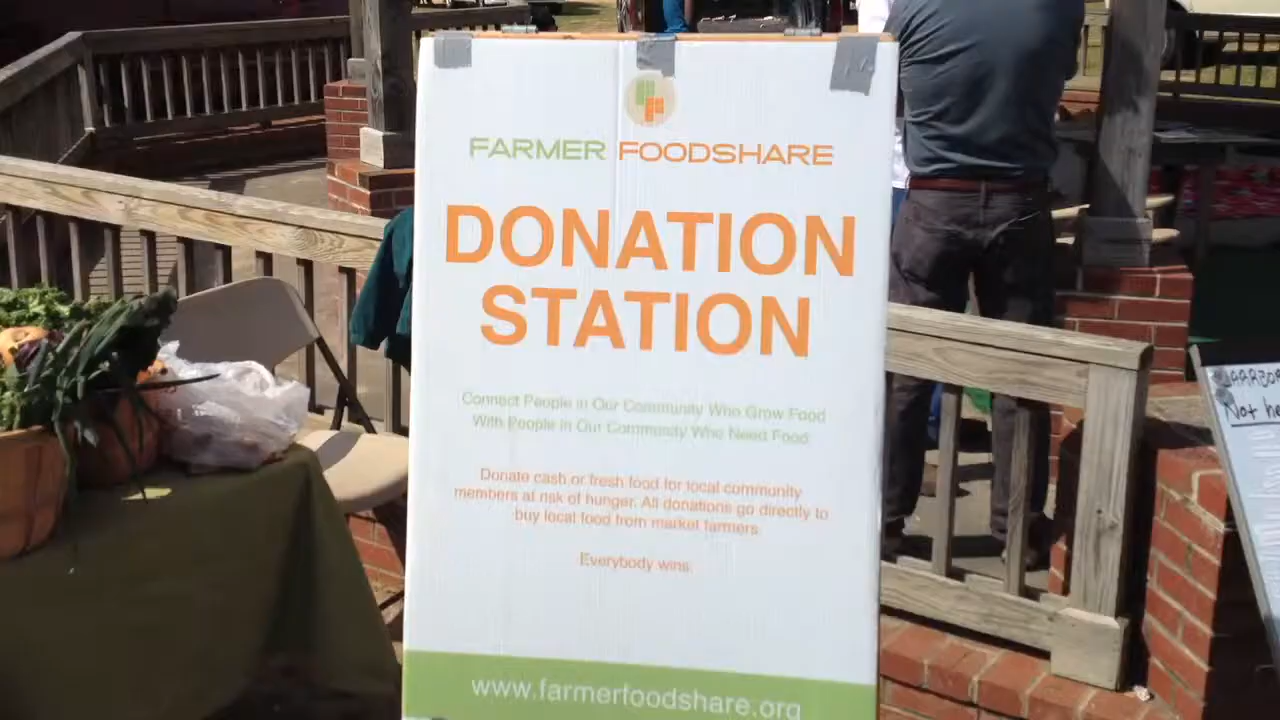 FARMER FOODSHARE
DONATION
STATION
Connect People in Our Community Who Grow Food
With People in Our Community Who Need Food
Donate cash or fresh food for local community
members at risk of hunger. All donations go directly to
buy local food from market farmers.
Everybody wins.
www.farmerfoodshare.org
Not he